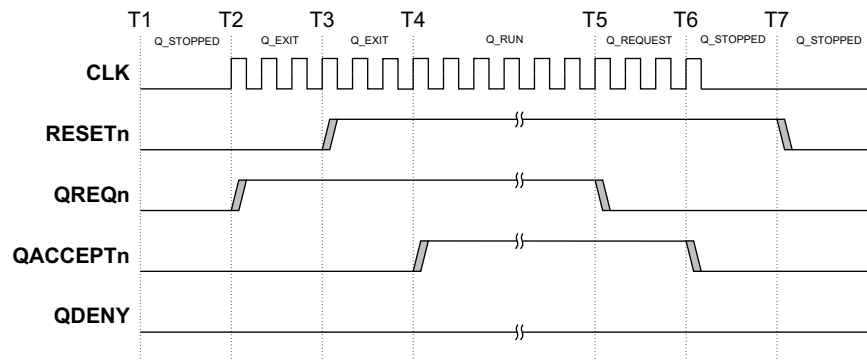 T1 T2 T3 T4 T5 T6 T7
Q_STOPPED Q_EXIT Q_EXIT Q_RUN Q_REQUEST Q_STOPPED Q_STOPPED
CLK
RESETn
QREQn
QACCEPTn
QDENY